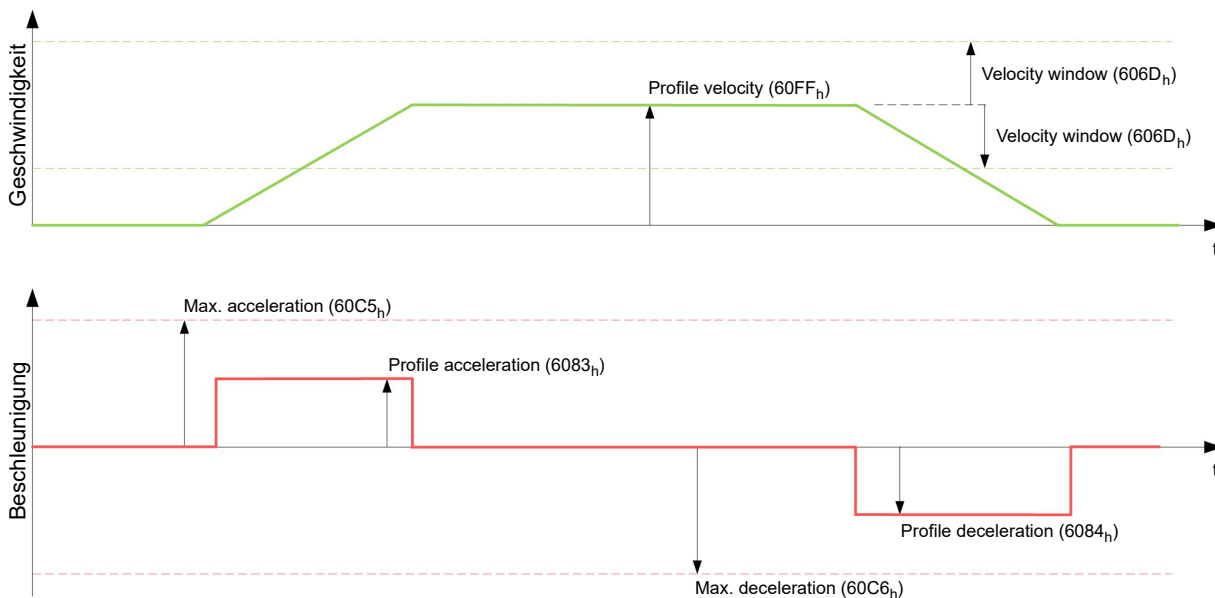 Geschwindigkeit
Velocity window (606Dh)
Profile velocity (60FFh)
Velocity window (606Dh)
t
Beschleunigung
Max. acceleration (60C5h)
Profile acceleration (6083h)
t
Profile deceleration (6084h)
Max. deceleration (60C6h)